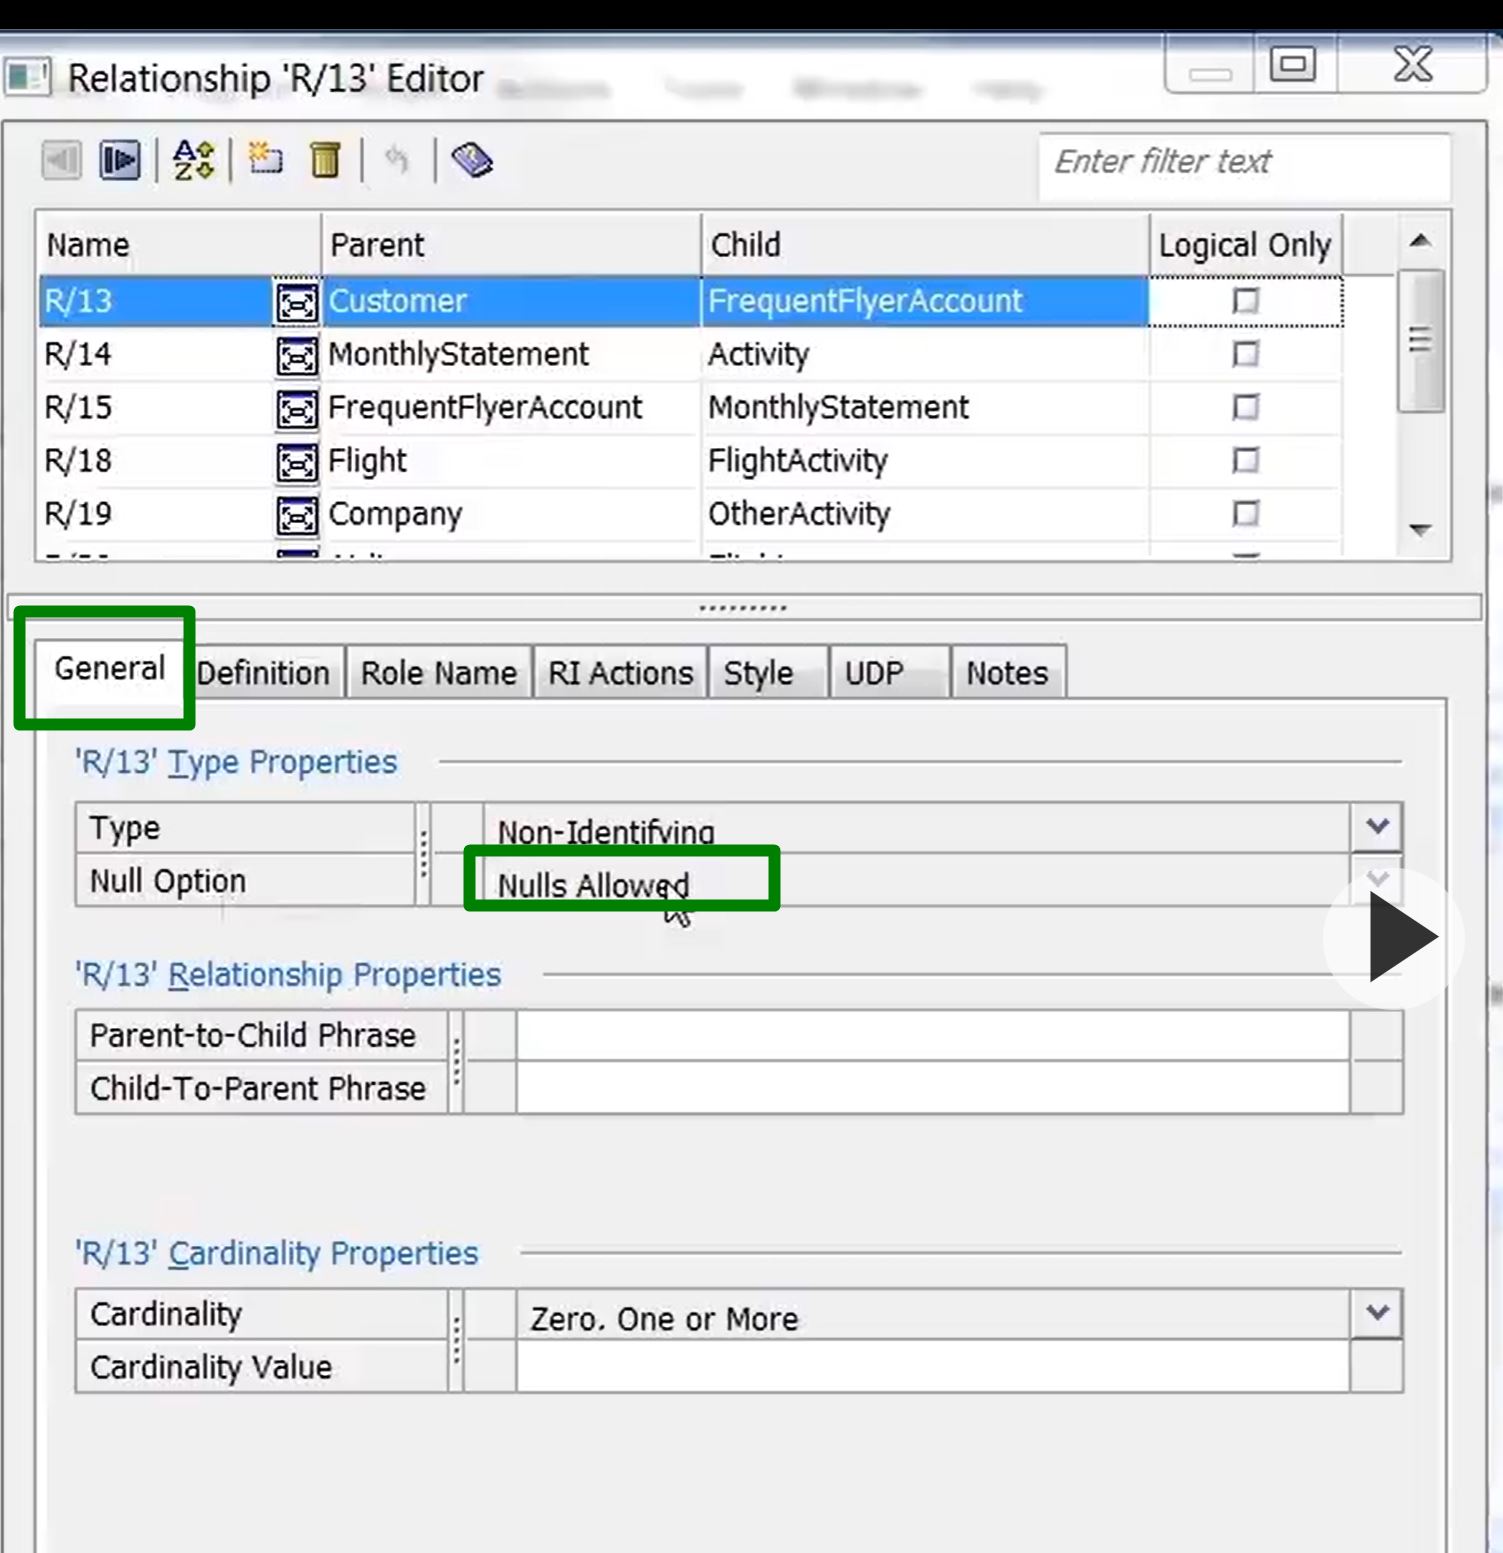 Relationship 'R/13' Editor
Enter filter text
Name Parent Child Logical Only
R/13 Customer FrequentFlyerAccount
R/14 MonthlyStatement Activity
R/15 FrequentFlyerAccount MonthlyStatement
R/18 Flight FlightActivity
R/19 Company OtherActivity
General Definition Role Name RI Actions Style UDP Notes
'R/13' Type Properties
Type Non-Identifying
Null Option Nulls Allowed
'R/13' Relationship Properties
Parent-to-Child Phrase
Child-To-Parent Phrase
'R/13' Cardinality Properties
Cardinality Zero, One or More
Cardinality Value